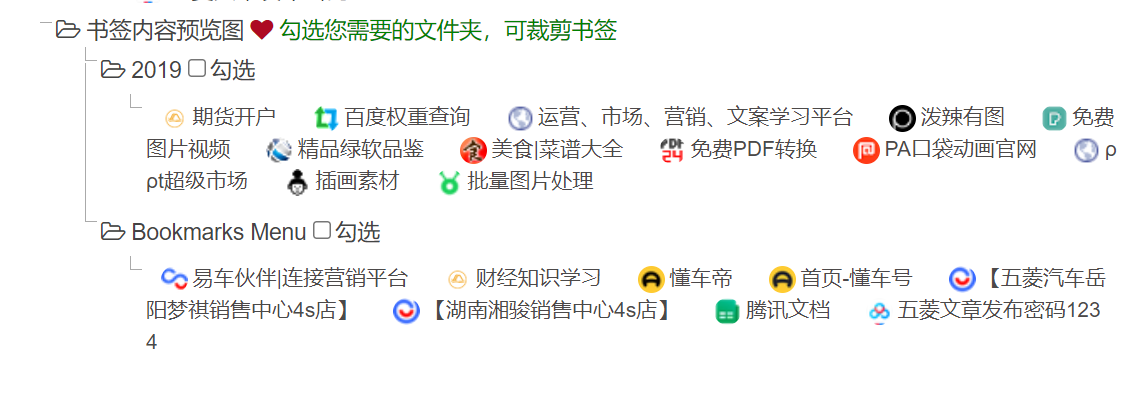 书签内容预览图 勾选您需要的文件夹，可裁剪书签
2019 勾选
期货开户 百度权重查询 运营、市场、营销、文案学习平台 泼辣有图 免费
图片视频 精品绿软品鉴 美食|菜谱大全 免费PDF转换 PA口袋动画官网 ρ
ρt超级市场 插画素材 批量图片处理
Bookmarks Menu 勾选
易车伙伴|连接营销平台 财经知识学习 懂车帝 首页-懂车号 【五菱汽车岳
阳梦祺销售中心4s店】 【湖南湘骏销售中心4s店】 腾讯文档 五菱文章发布密码123
4